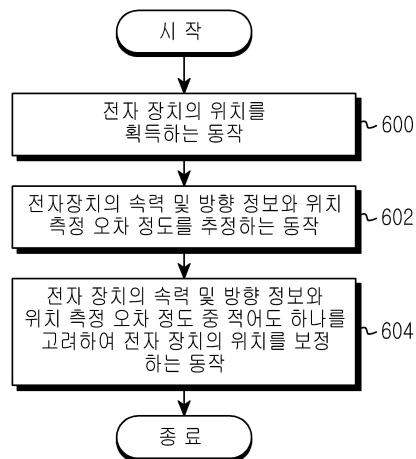 시 작
전자 장치의 위치를
획득하는 동작
600
전자장치의 속력 및 방향 정보와 위치
측정 오차 정도를 추정하는 동작
602
전자 장치의 속력 및 방향 정보와
위치 측정 오차 정도 중 적어도 하나를
고려하여 전자 장치의 위치를 보정
하는 동작
604
종 료